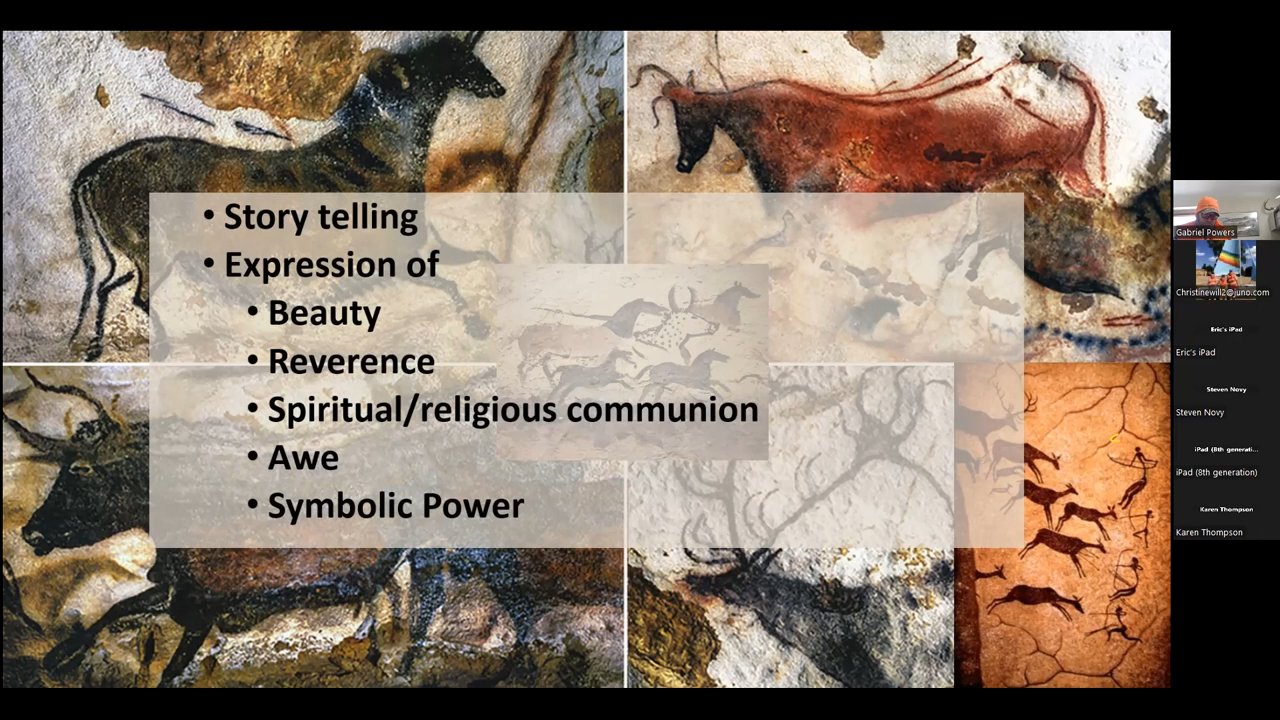 • Story telling
• Expression of
• Beauty
• Reverence
• Spiritual/religious communion
• Awe
• Symbolic Power
Gabriel Powers
Christinewill2@juno.com
Eric's iPad
Eric's iPad
Steven Novy
Steven Novy
iPad (8th generati...
iPad (8th generation)
Karen Thompson
Karen Thompson